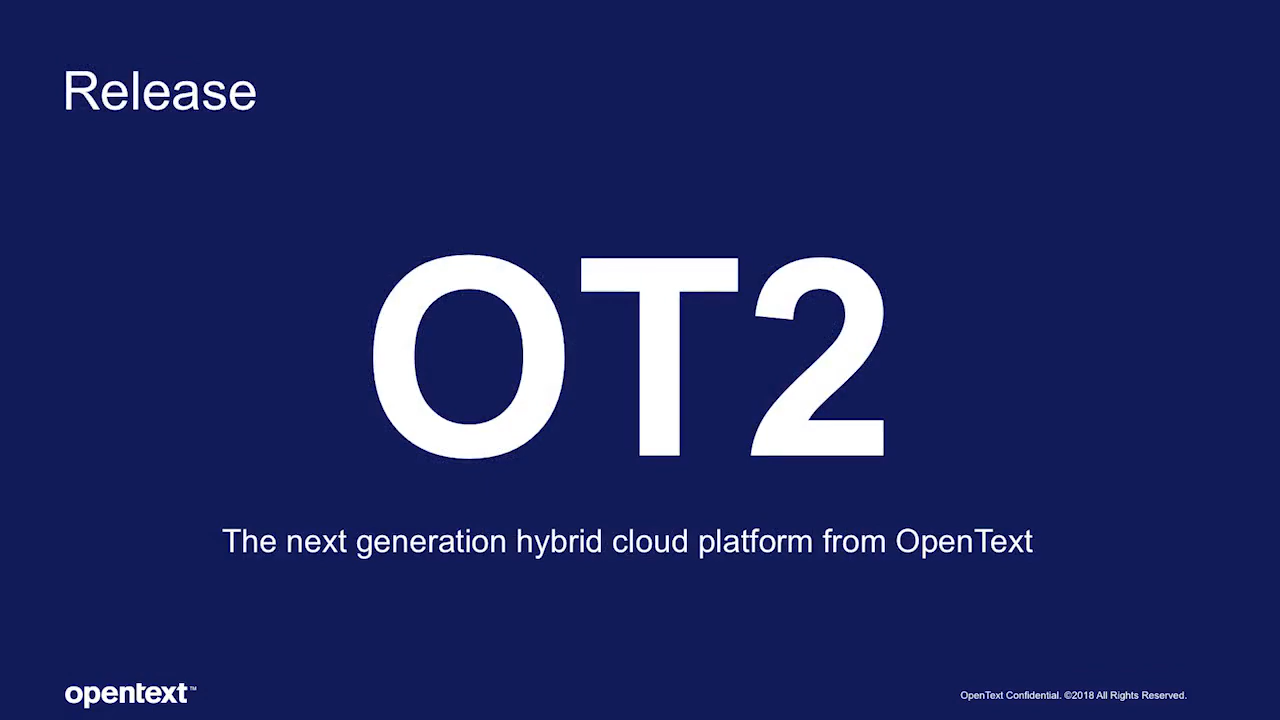 Release
OT2
The next generation hybrid cloud platform from OpenText
opentext™
OpenText Confidential. ©2018 All Rights Reserved.